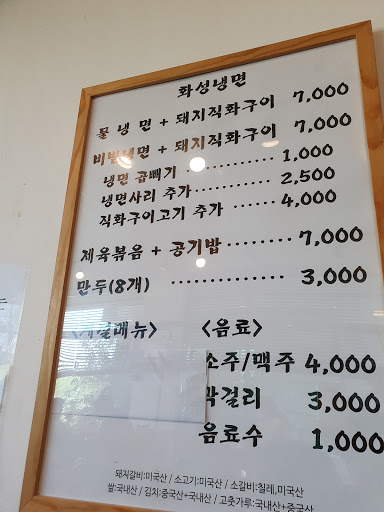 화성냉면
물냉면 + 돼지직화구이 7,000
비빔냉면 + 돼지직화구이 7,000
냉면 곱빼기 ············ 1,000
냉면사리 추가 ············ 2,500
직화구이고기 추가 ······ 4,000
제육볶음 + 공기밥 ········· 7,000
만두(8개) ··············· 3,000
메뉴> <음료>
소주/맥주 4,000
막걸리 3,000
음료수 1,000
돼지갈비:미국산 / 소고기:미국산 / 소갈비:칠레,미국산
쌀:국내산 / 김치:중국산+국내산 / 고춧가루:국내산+중국산